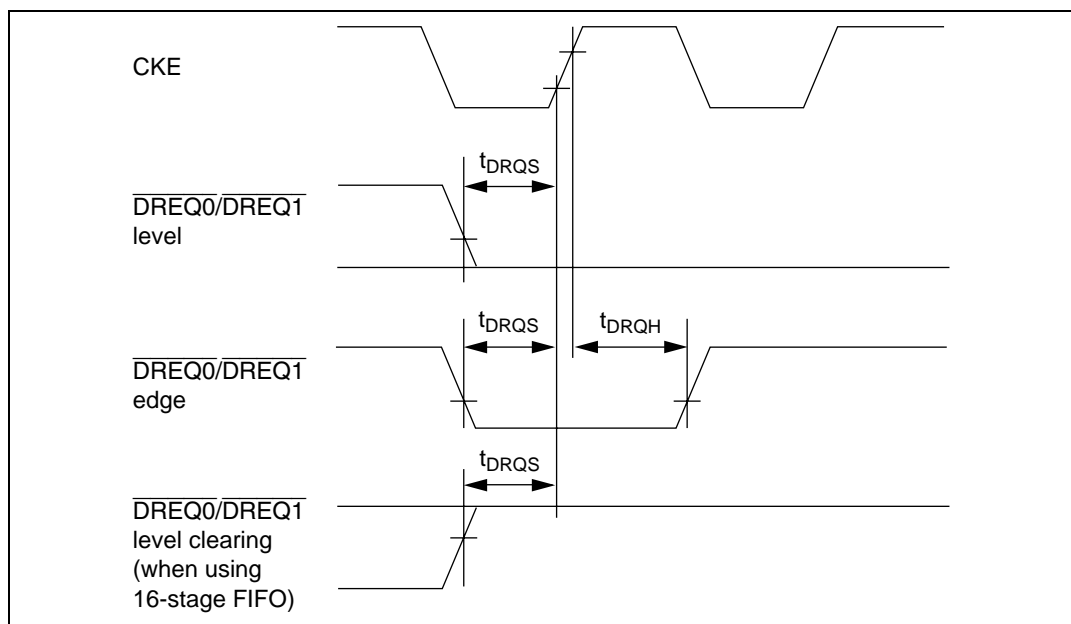 CKE
tDRQS
DREQ0/DREQ1
level
tDRQS
tDRQH
DREQ0/DREQ1
edge
tDRQS
DREQ0/DREQ1
level clearing
(when using
16-stage FIFO)